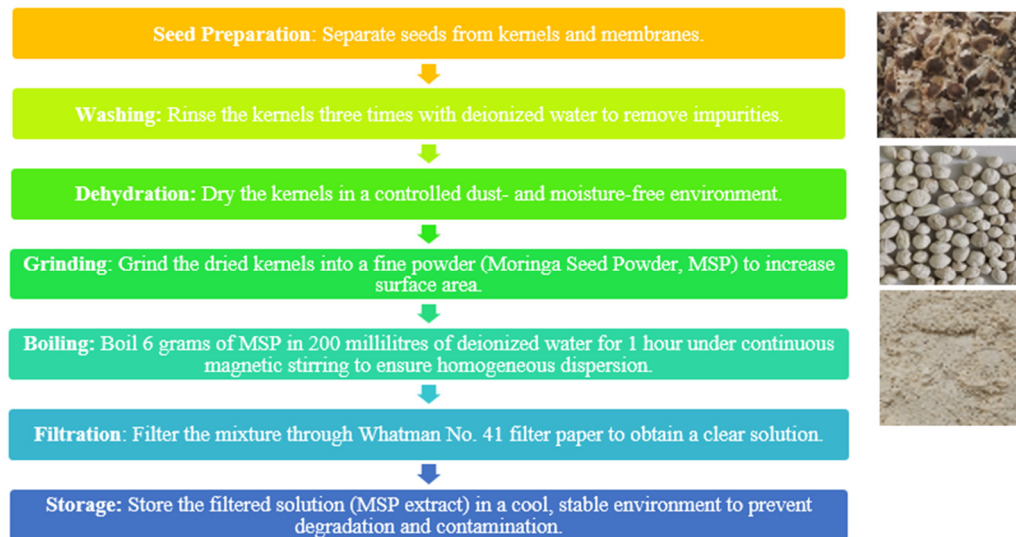 Seed Preparation: Separate seeds from kernels and membranes.
Washing: Rinse the kernels three times with deionized water to remove impurities.
Dehydration: Dry the kernels in a controlled dust- and moisture-free environment.
Grinding: Grind the dried kernels into a fine powder (Moringa Seed Powder, MSP) to increase
surface area.
Boiling: Boil 6 grams of MSP in 200 millilitres of deionized water for 1 hour under continuous
magnetic stirring to ensure homogeneous dispersion.
Filtration: Filter the mixture through Whatman No. 41 filter paper to obtain a clear solution.
Storage: Store the filtered solution (MSP extract) in a cool, stable environment to prevent
degradation and contamination.